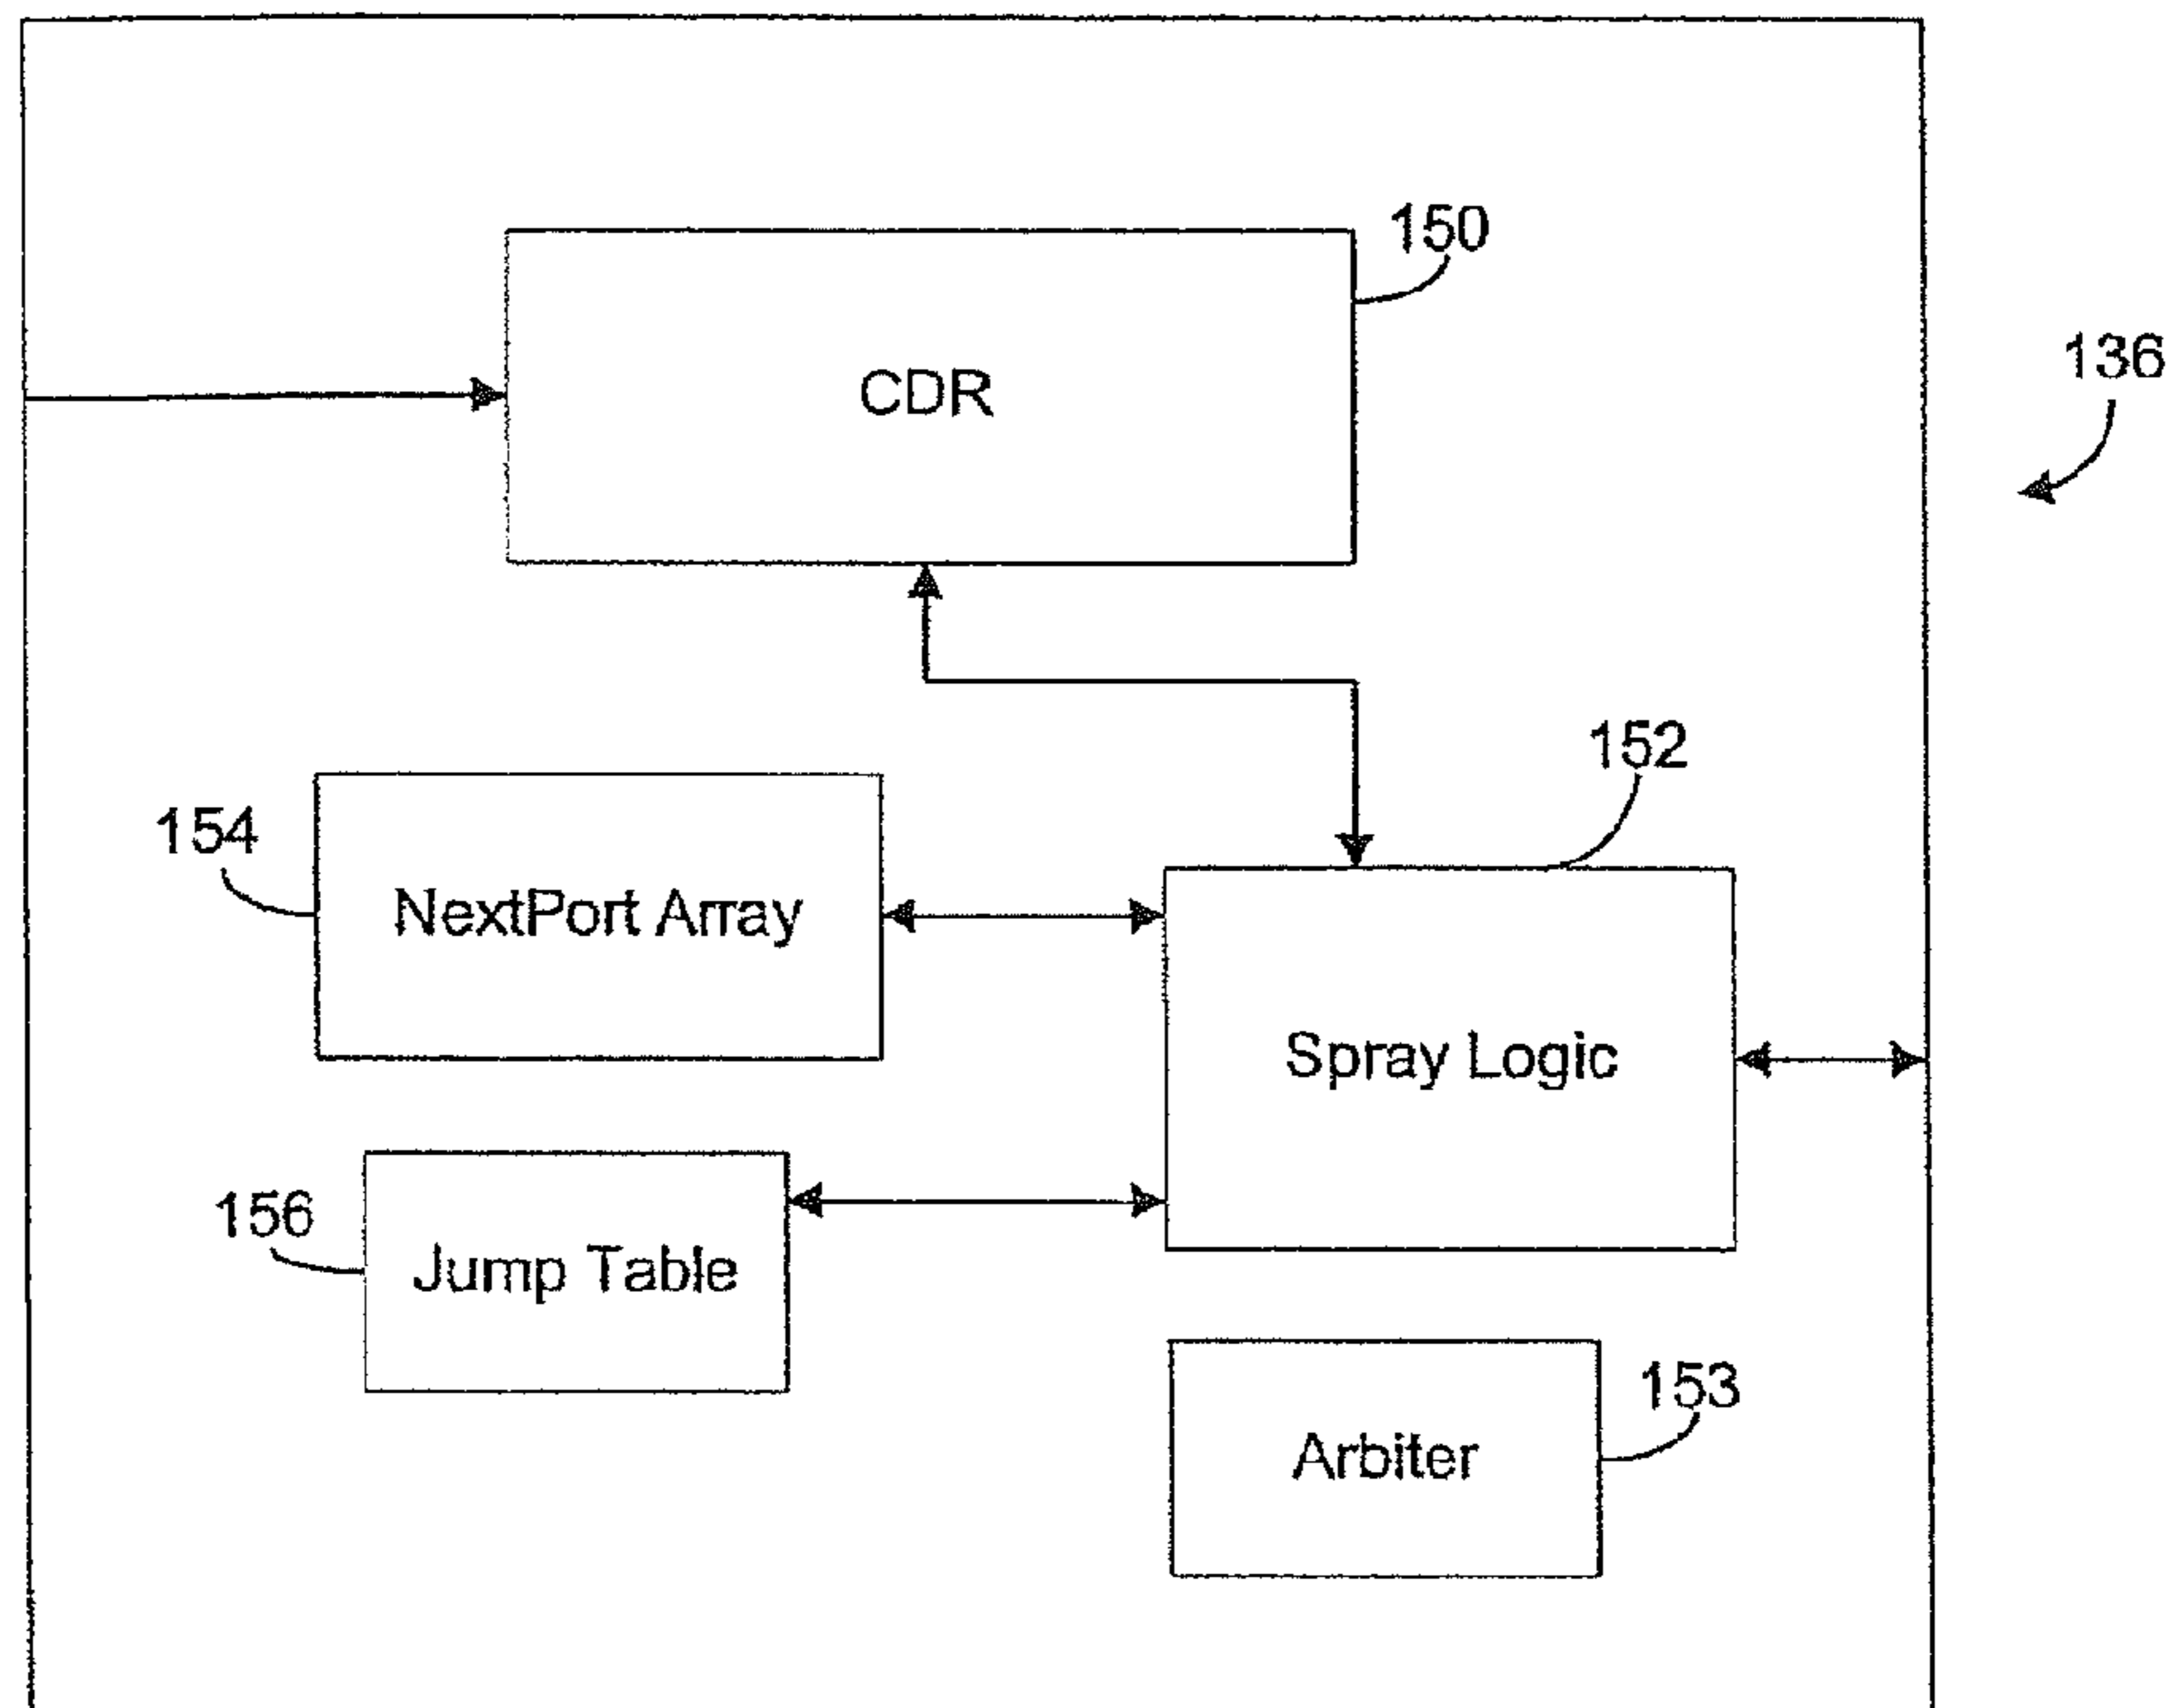 150
136
CDR
152
154
NextPort Array
Spray Logic
156
Jump Table
153
Arbiter